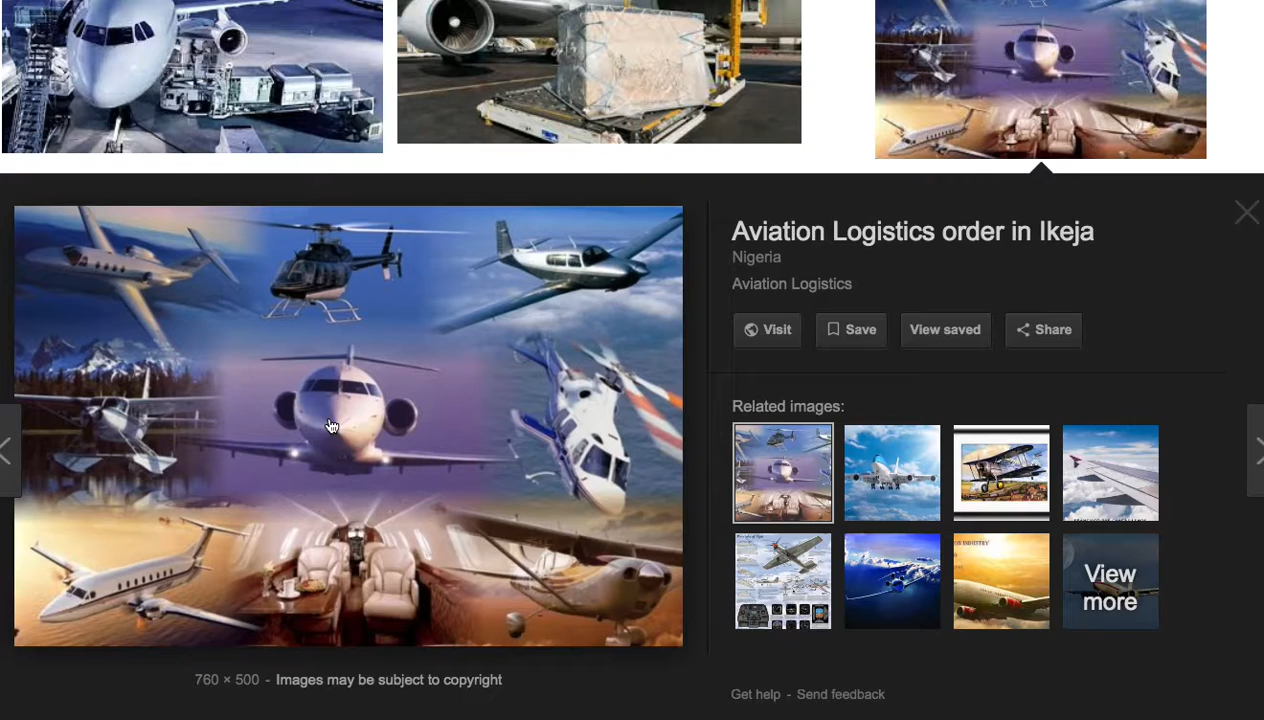 Aviation Logistics order in Ikeja
Nigeria
Aviation Logistics
Visit
Save
View saved
Share
Related images:
View more
760 × 500 - Images may be subject to copyright
Get help - Send feedback